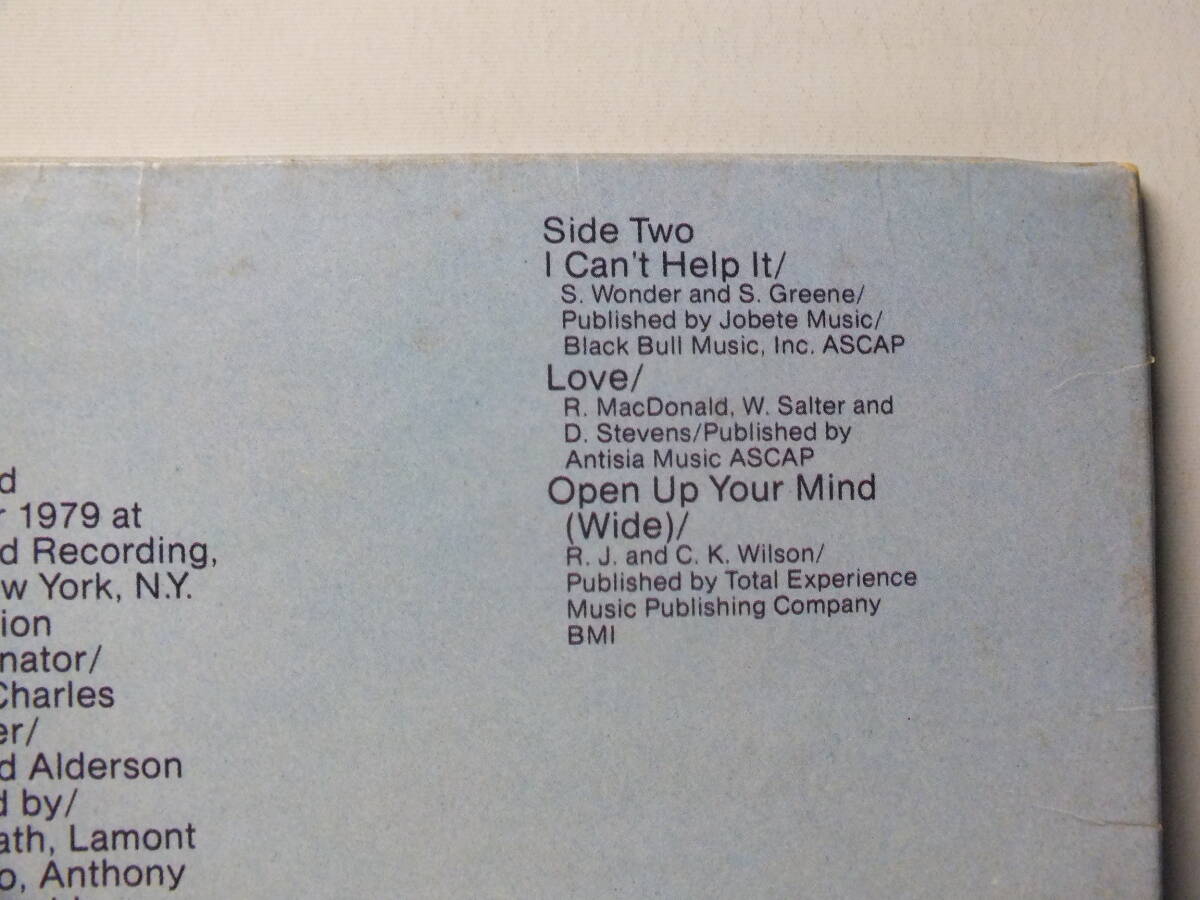 Side Two
I Can't Help It/
S. Wonder and S. Greene/
Published by Jobete Music/
Black Bull Music, Inc. ASCAP
Love/
R. MacDonald, W. Salter and
D. Stevens/Published by
Antisia Music ASCAP
Open Up Your Mind
(Wide)/
R. J. and C. K. Wilson/
Published by Total Experience
Music Publishing Company
BMI
d
r 1979 at
d Recording,
w York, N.Y.
ion
nator/
Charles
er/
d Alderson
d by/
ath, Lamont
o, Anthony